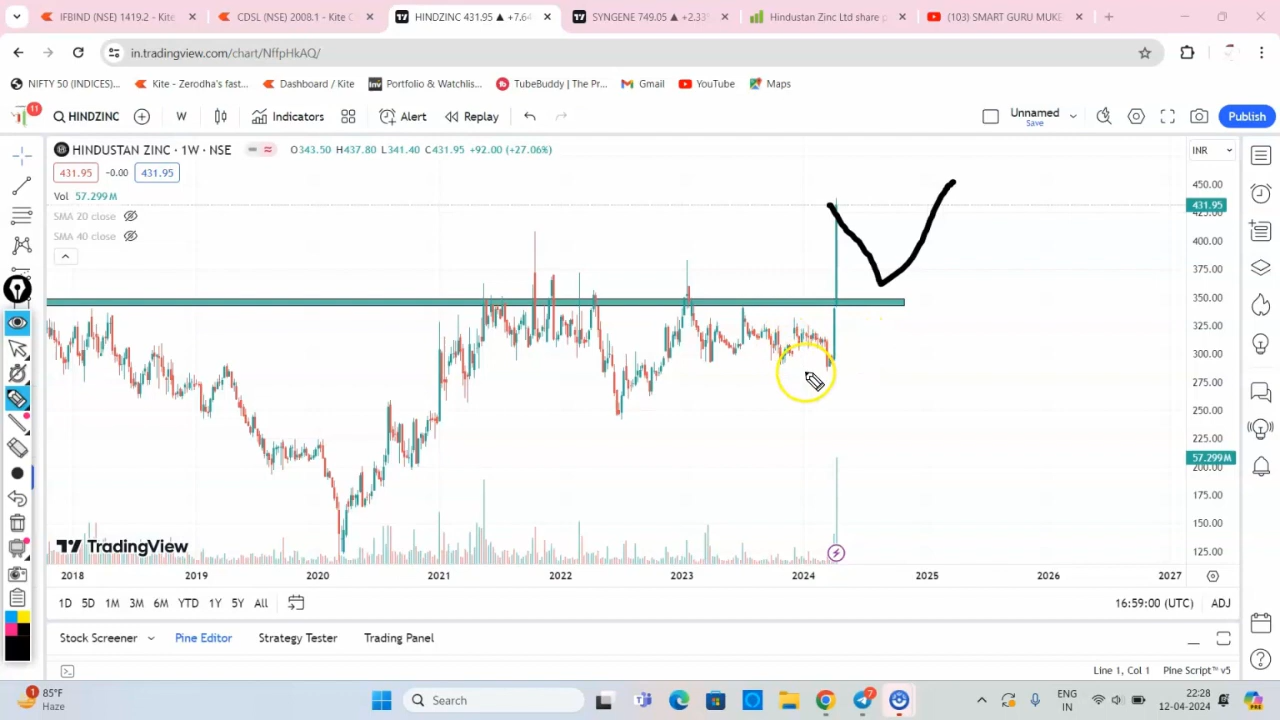 IFBIND (NSE) 1419.2 - Kite C
CDSL (NSE) 2008.1 - Kite C
HINDZINC 431.95 ▲ +7.64
SYNGENE 749.05 ▲ +2.33
Hindustan Zinc Ltd share p
(103) SMART GURU MUKE
in.tradingview.com/chart/NffpHkAQ/
NIFTY 50 (INDICES)...
Kite - Zerodha's fast...
Dashboard / Kite
Portfolio & Watchlis...
TubeBuddy | The Pr...
Gmail
YouTube
Maps
11
HINDZINC
W
Indicators
Alert
Replay
Unnamed
Save
Publish
HINDUSTAN ZINC · 1W · NSE
O343.50 H437.80 L341.40 C431.95 +92.00 (+27.06%)
INR
431.95 -0.00 431.95
Vol 57.299M
SMA 20 close
SMA 40 close
450.00
431.95
425.00
400.00
375.00
350.00
325.00
300.00
275.00
250.00
225.00
57.299M
200.00
175.00
150.00
125.00
TradingView
2018 2019 2020 2021 2022 2023 2024 2025 2026 2027
1D 5D 1M 3M 6M YTD 1Y 5Y All
16:59:00 (UTC) ADJ
Stock Screener Pine Editor Strategy Tester Trading Panel
Line 1, Col 1 Pine Script™ v5
1
85°F
Haze
Search
7
ENG
IN
22:28
12-04-2024